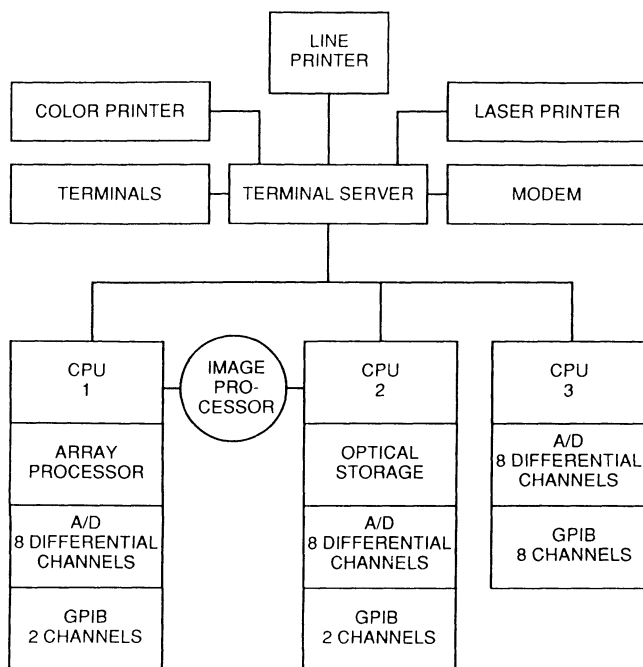 LINE
PRINTER
COLOR PRINTER
LASER PRINTER
TERMINALS
TERMINAL SERVER
MODEM
CPU
1
IMAGE
PRO-
CESSOR
CPU
2
CPU
3
ARRAY
PROCESSOR
OPTICAL
STORAGE
A/D
8 DIFFERENTIAL
CHANNELS
A/D
8 DIFFERENTIAL
CHANNELS
A/D
8 DIFFERENTIAL
CHANNELS
GPIB
8 CHANNELS
GPIB
2 CHANNELS
GPIB
2 CHANNELS